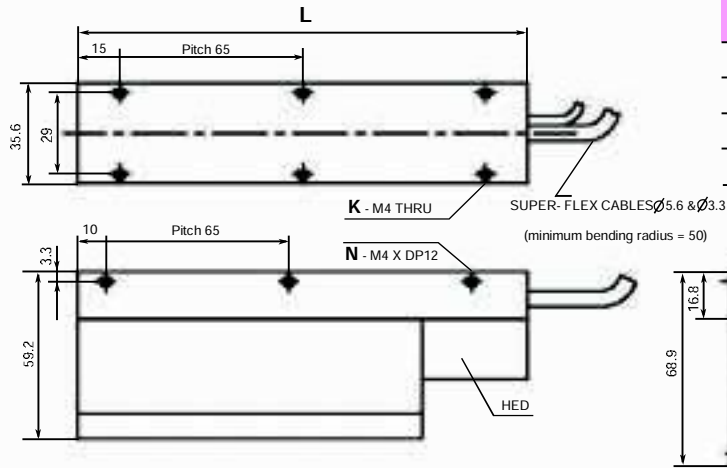 L
15
Pitch 65
35.6
29
K - M4 THRU
SUPER- FLEX CABLESØ5.6 &Ø3.3
(minimum bending radius = 50)
10
Pitch 65
N - M4 X DP12
3.3
59.2
HED
16.8
68.9